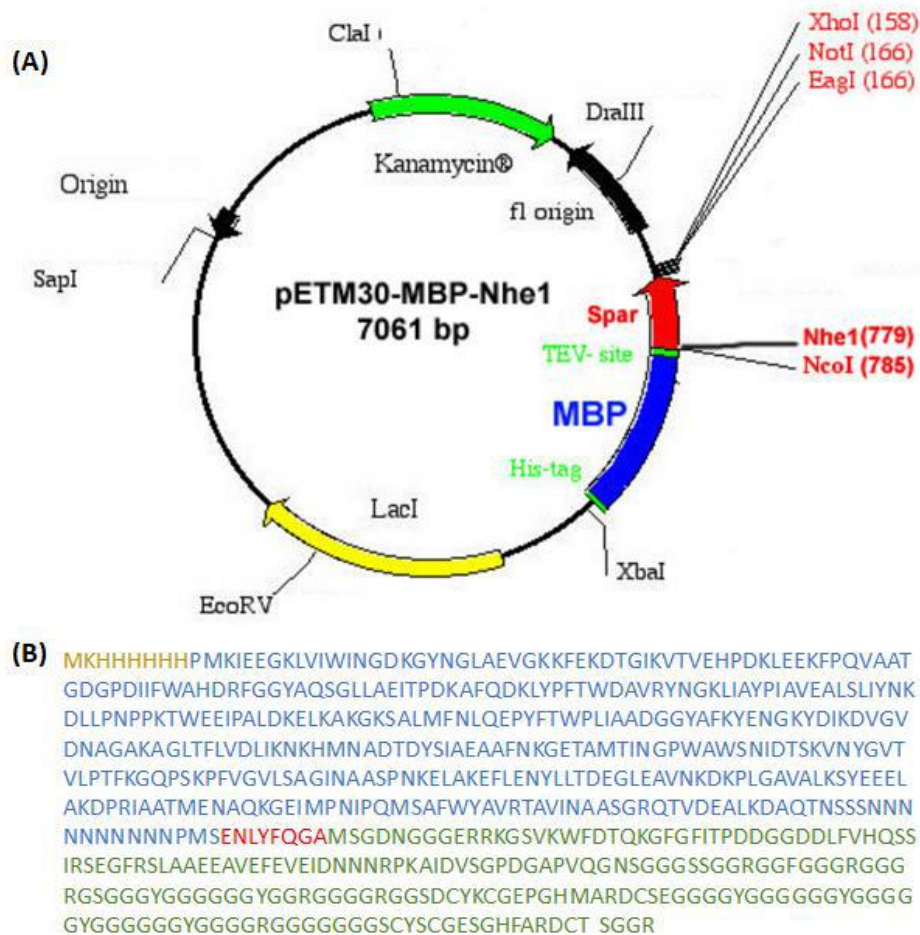 (A)
ClaI
XhoI (158)
NotI (166)
EagI (166)
DraIII
Kanamycin®
fl origin
Origin
SapI
pETM30-MBP-Nhe1
7061 bp
Spar
TEV- site
Nhe1(779)
NcoI (785)
MBP
His-tag
LacI
XbaI
EcoRV
(B)
MKHHHHHHPMKIEEGKLVIWINGDKGYNGLAEVGKKFEKDTGIKVTVEHPDKLEEKFPQVAAT
GDGPDIIFWAHDRFGGYAQSGLLAEITPDKAFQDKLYPFTWDAVRYNGKLIAYPIAVEALSLIYNK
DLLPNPPKTWEEIPALDKELKAKGKSALMFNLQEPYFTWPLIAADGGYAFKYENGKYDIKDVGV
DNAGAKAGLTFLVDLIKNKHMNADTDYSIAEAAFNKGETAMTINGPWAWSNIDTSKVNYGVT
VLPTFKGQPSKPFVGVLSAGINAASPNKELAKEFLENYLLTDEGLEAVNKDKPLGAVALKSYEEEL
AKDPRIAATMENAQKGEIMPNIPQMSAFWYAVRTAVINAASGRQTVDEALKDAQTNSSSNNN
NNNNNNNPMSENLYFQGAMSGDNGGGERRKGSVKWFDTQKGFGFITPDDGGDDLFVHQSS
IRSEGFRSLAAEEAVEFEVEIDNNNRPKAIDVSGPDGAPVQGNSGGGSSGGRGGFGGGRGGG
RGSGGGYGGGGGGYGGRGGGGRGGSDCYKCGEPGHMARDCSEGGGGYGGGGGGYGGGG
GYGGGGGGYGGGGRGGGGGGGSCYSCGESGHFARDCT SGGR